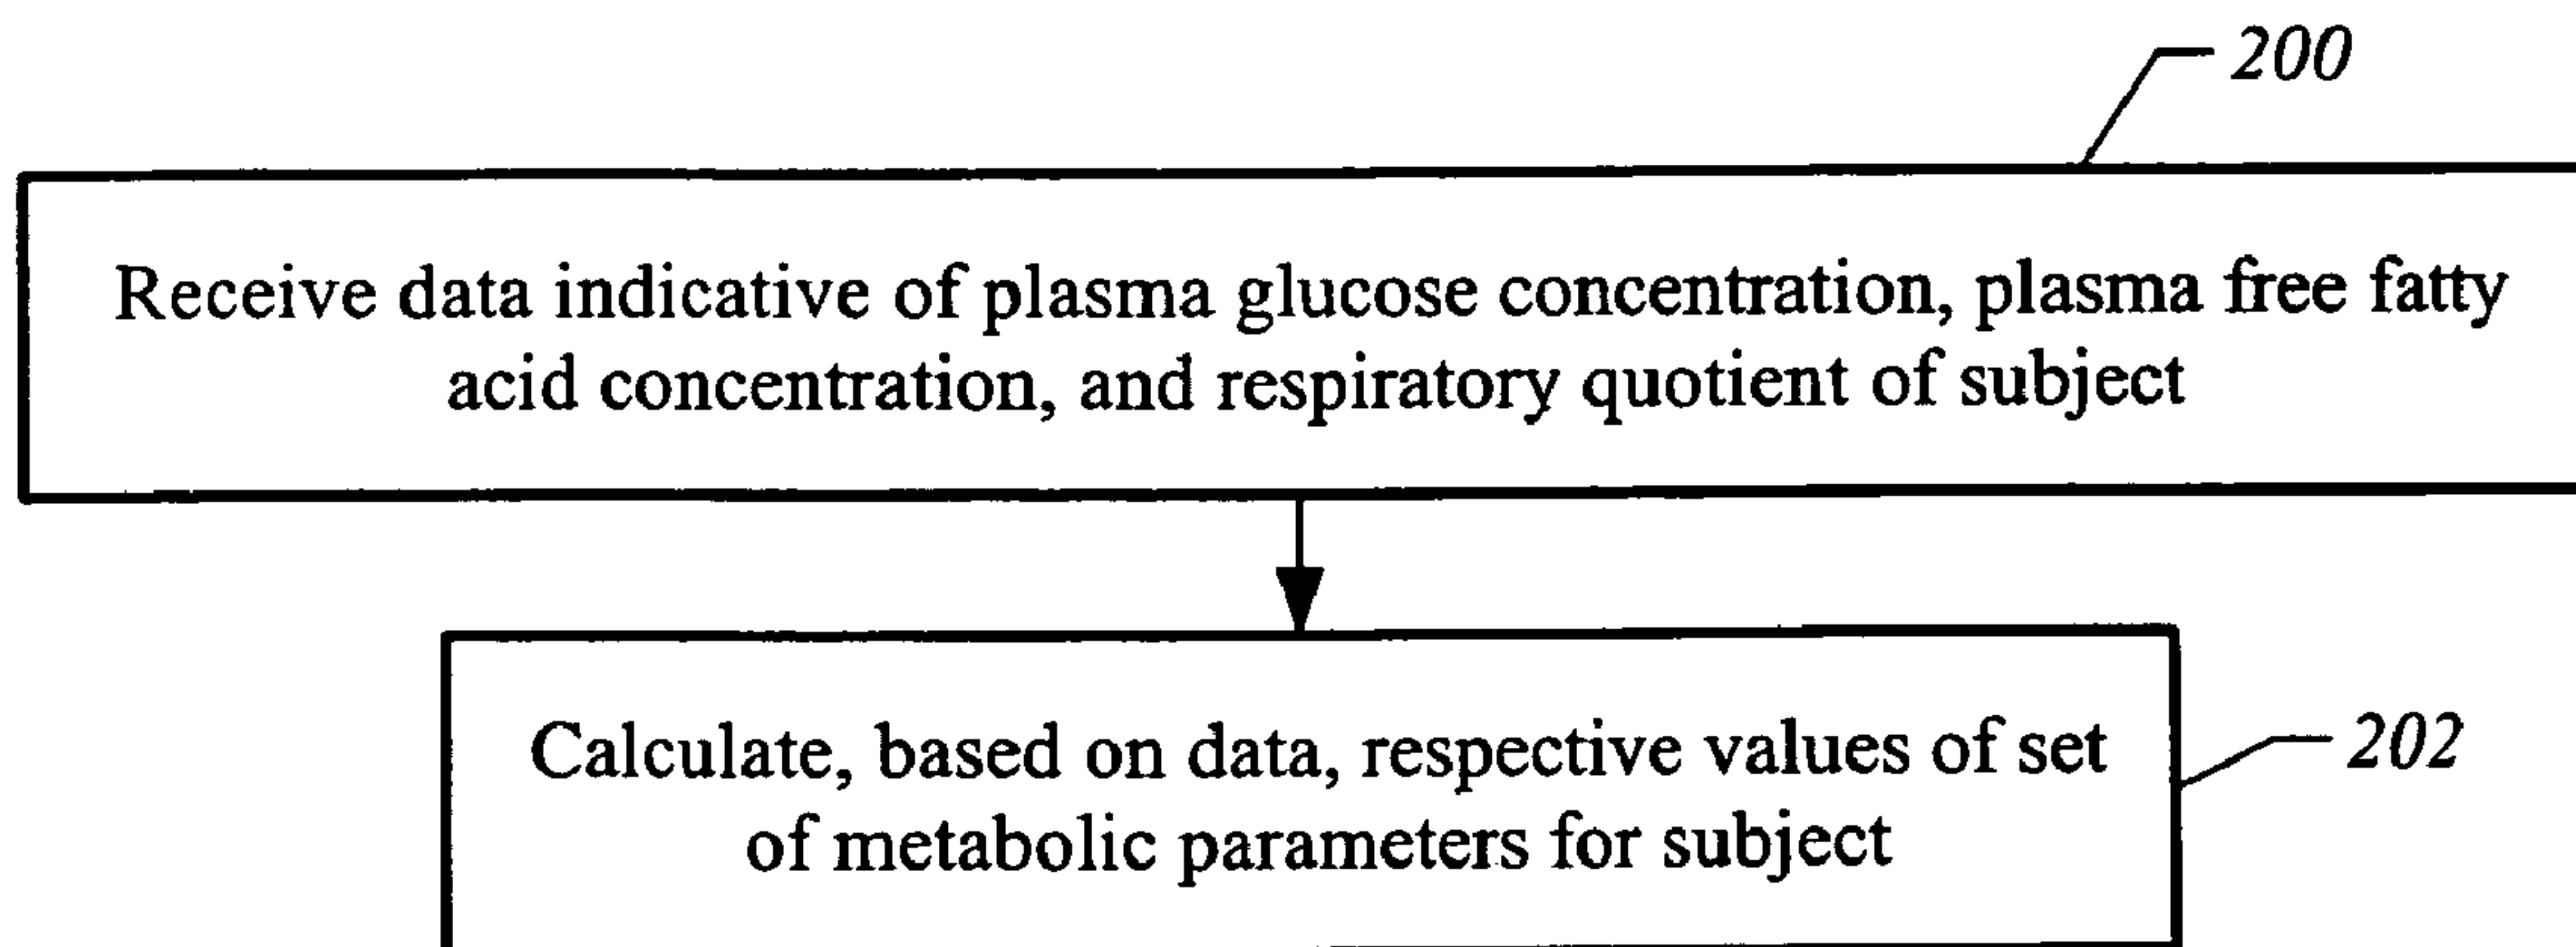 200
Receive data indicative of plasma glucose concentration, plasma free fatty
acid concentration, and respiratory quotient of subject
Calculate, based on data, respective values of set
of metabolic parameters for subject
202